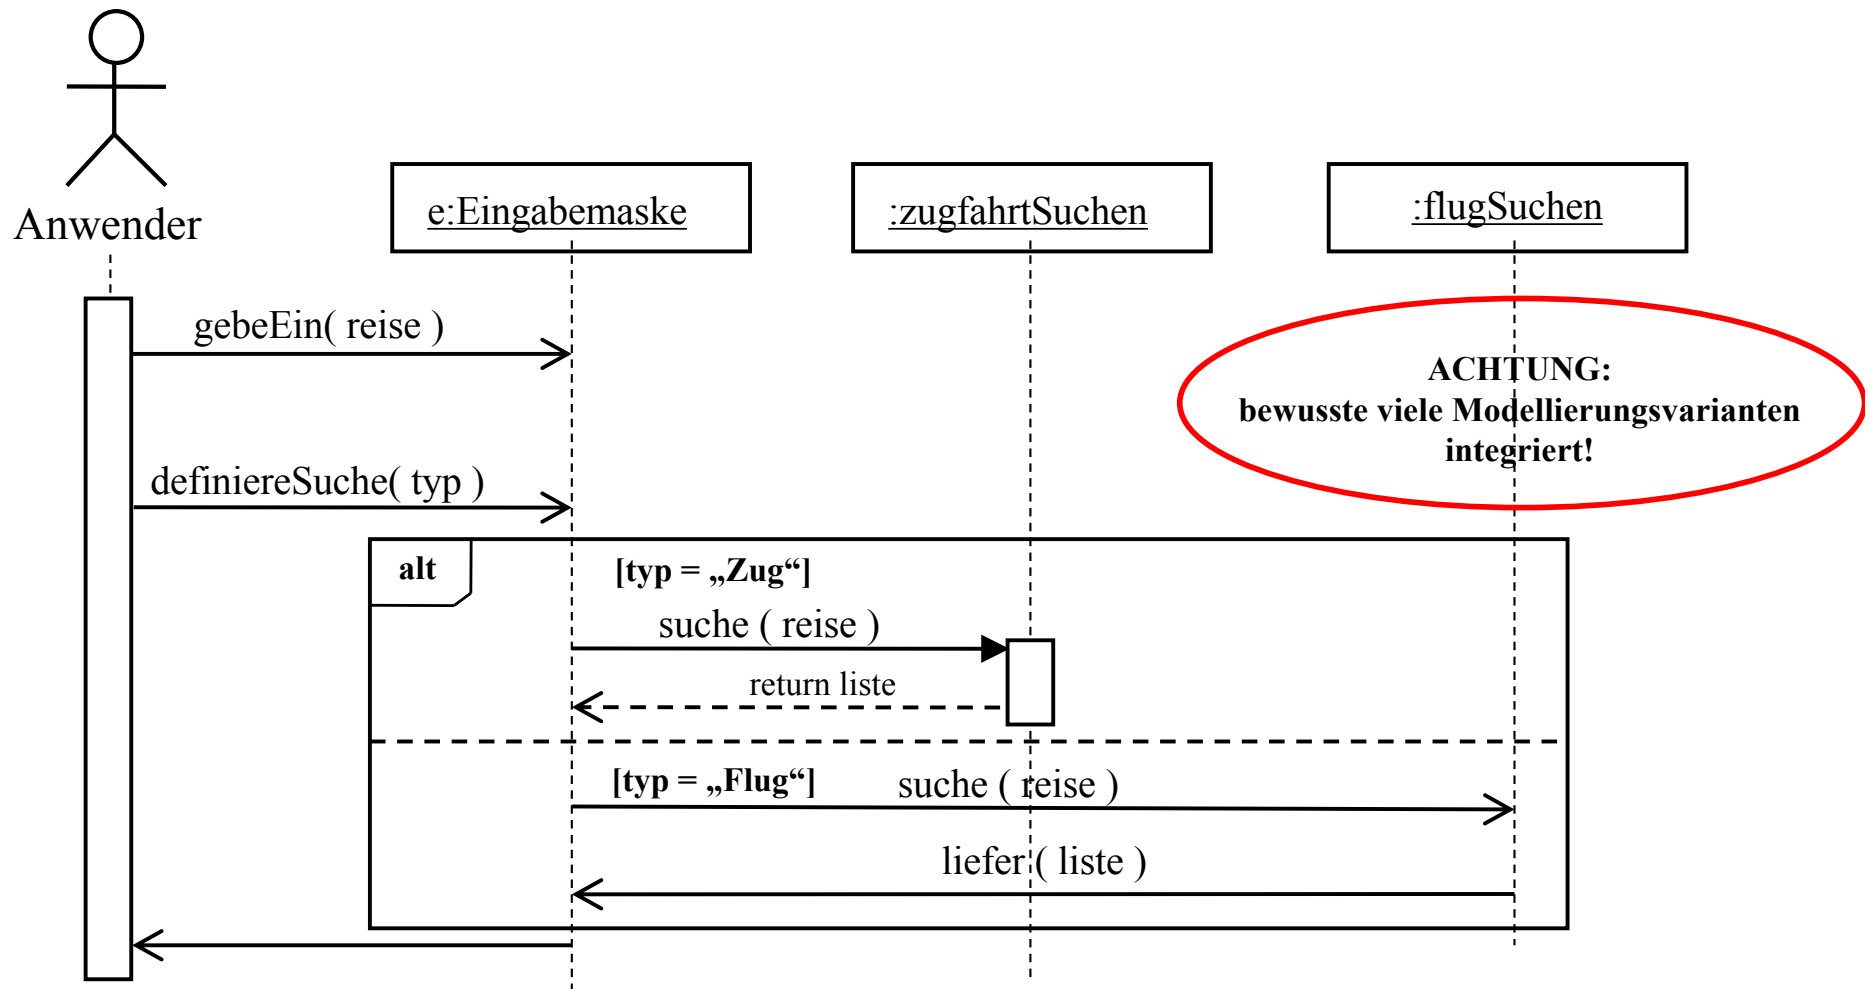 Anwender
e:Eingabemaske
:zugfahrtSuchen
:flugSuchen
gebeEin( reise )
ACHTUNG:
bewusste viele Modellierungsvarianten
integriert!
definiereSuche( typ )
alt
[typ = „Zug“]
suche ( reise )
return liste
[typ = „Flug“]
suche ( reise )
liefer ( liste )